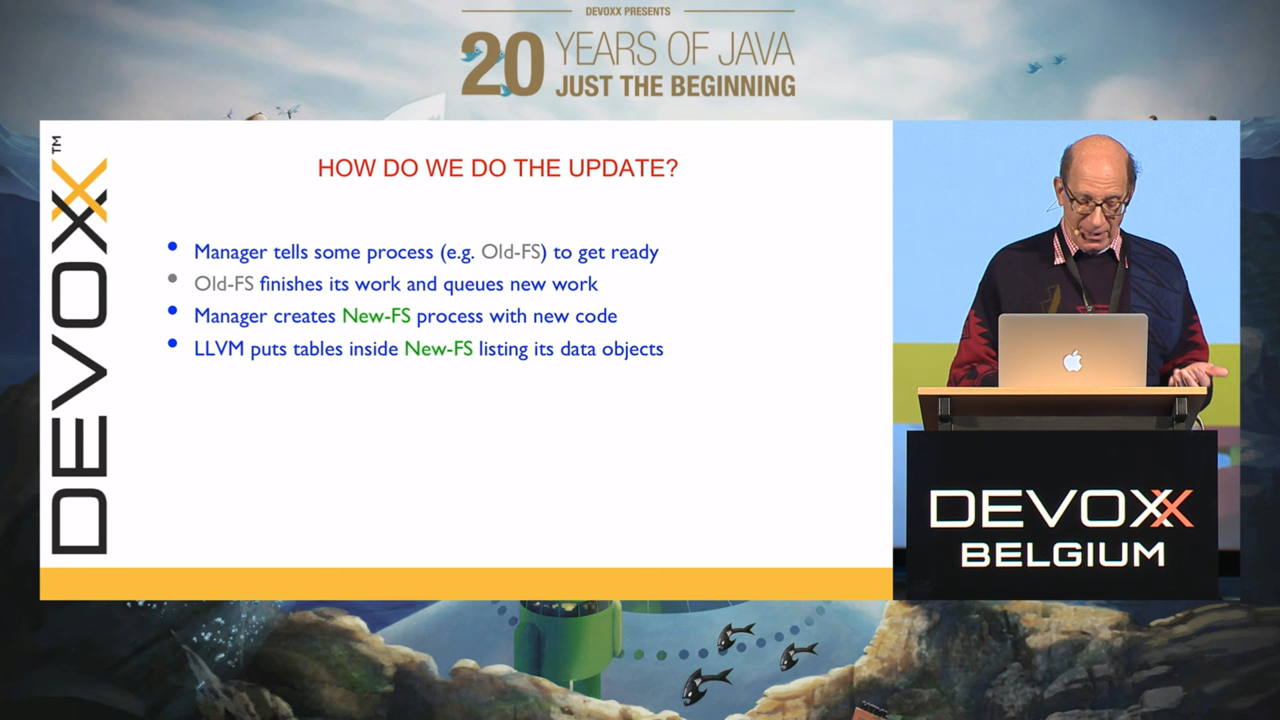 DEVOXX PRESENTS
20 YEARS OF JAVA
JUST THE BEGINNING
DEVOXX™
HOW DO WE DO THE UPDATE?
• Manager tells some process (e.g. Old-FS) to get ready
• Old-FS finishes its work and queues new work
• Manager creates New-FS process with new code
• LLVM puts tables inside New-FS listing its data objects
DEVOXX
BELGIUM